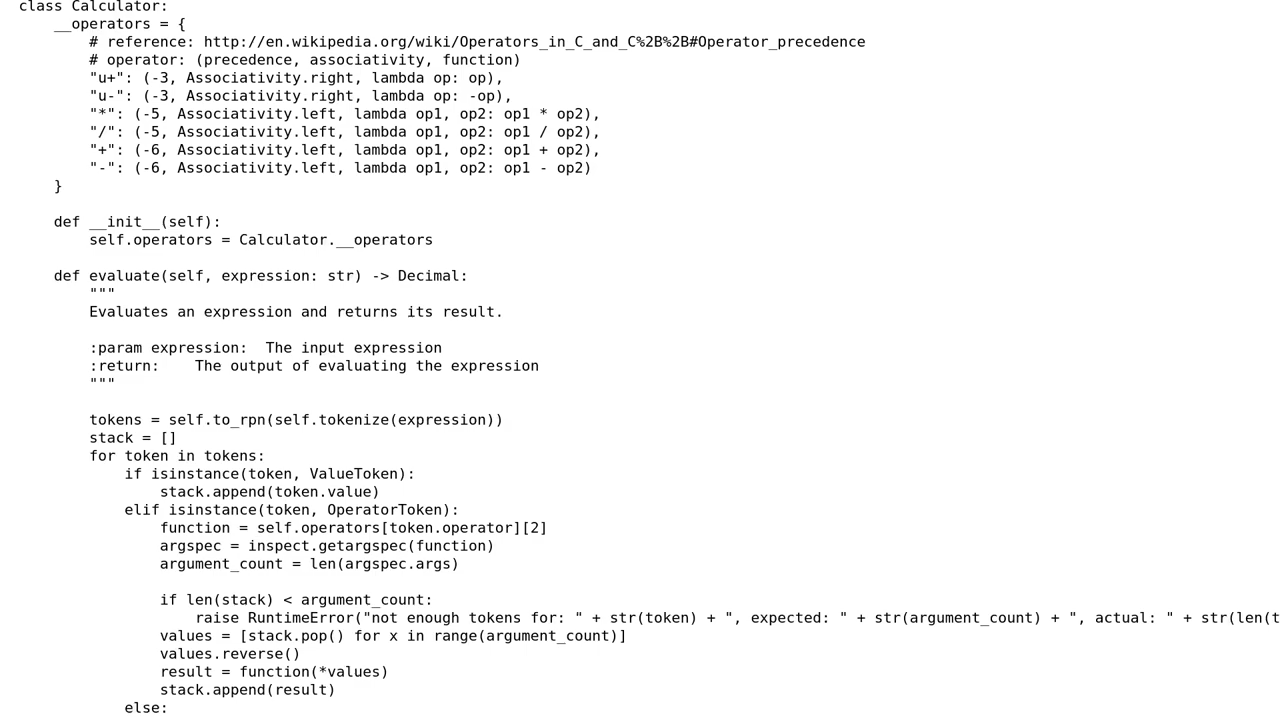 class Calculator:
    __operators = {
        # reference: http://en.wikipedia.org/wiki/Operators_in_C_and_C%2B%2B#Operator_precedence
        # operator: (precedence, associativity, function)
        "u+": (-3, Associativity.right, lambda op: op),
        "u-": (-3, Associativity.right, lambda op: -op),
        "*": (-5, Associativity.left, lambda op1, op2: op1 * op2),
        "/": (-5, Associativity.left, lambda op1, op2: op1 / op2),
        "+": (-6, Associativity.left, lambda op1, op2: op1 + op2),
        "-": (-6, Associativity.left, lambda op1, op2: op1 - op2)
    }

    def __init__(self):
        self.operators = Calculator.__operators

    def evaluate(self, expression: str) -> Decimal:
        """
        Evaluates an expression and returns its result.

        :param expression:  The input expression
        :return:    The output of evaluating the expression
        """

        tokens = self.to_rpn(self.tokenize(expression))
        stack = []
        for token in tokens:
            if isinstance(token, ValueToken):
                stack.append(token.value)
            elif isinstance(token, OperatorToken):
                function = self.operators[token.operator][2]
                argspec = inspect.getargspec(function)
                argument_count = len(argspec.args)

                if len(stack) < argument_count:
                    raise RuntimeError("not enough tokens for: " + str(token) + ", expected: " + str(argument_count) + ", actual: " + str(len(t
                values = [stack.pop() for x in range(argument_count)]
                values.reverse()
                result = function(*values)
                stack.append(result)
            else: